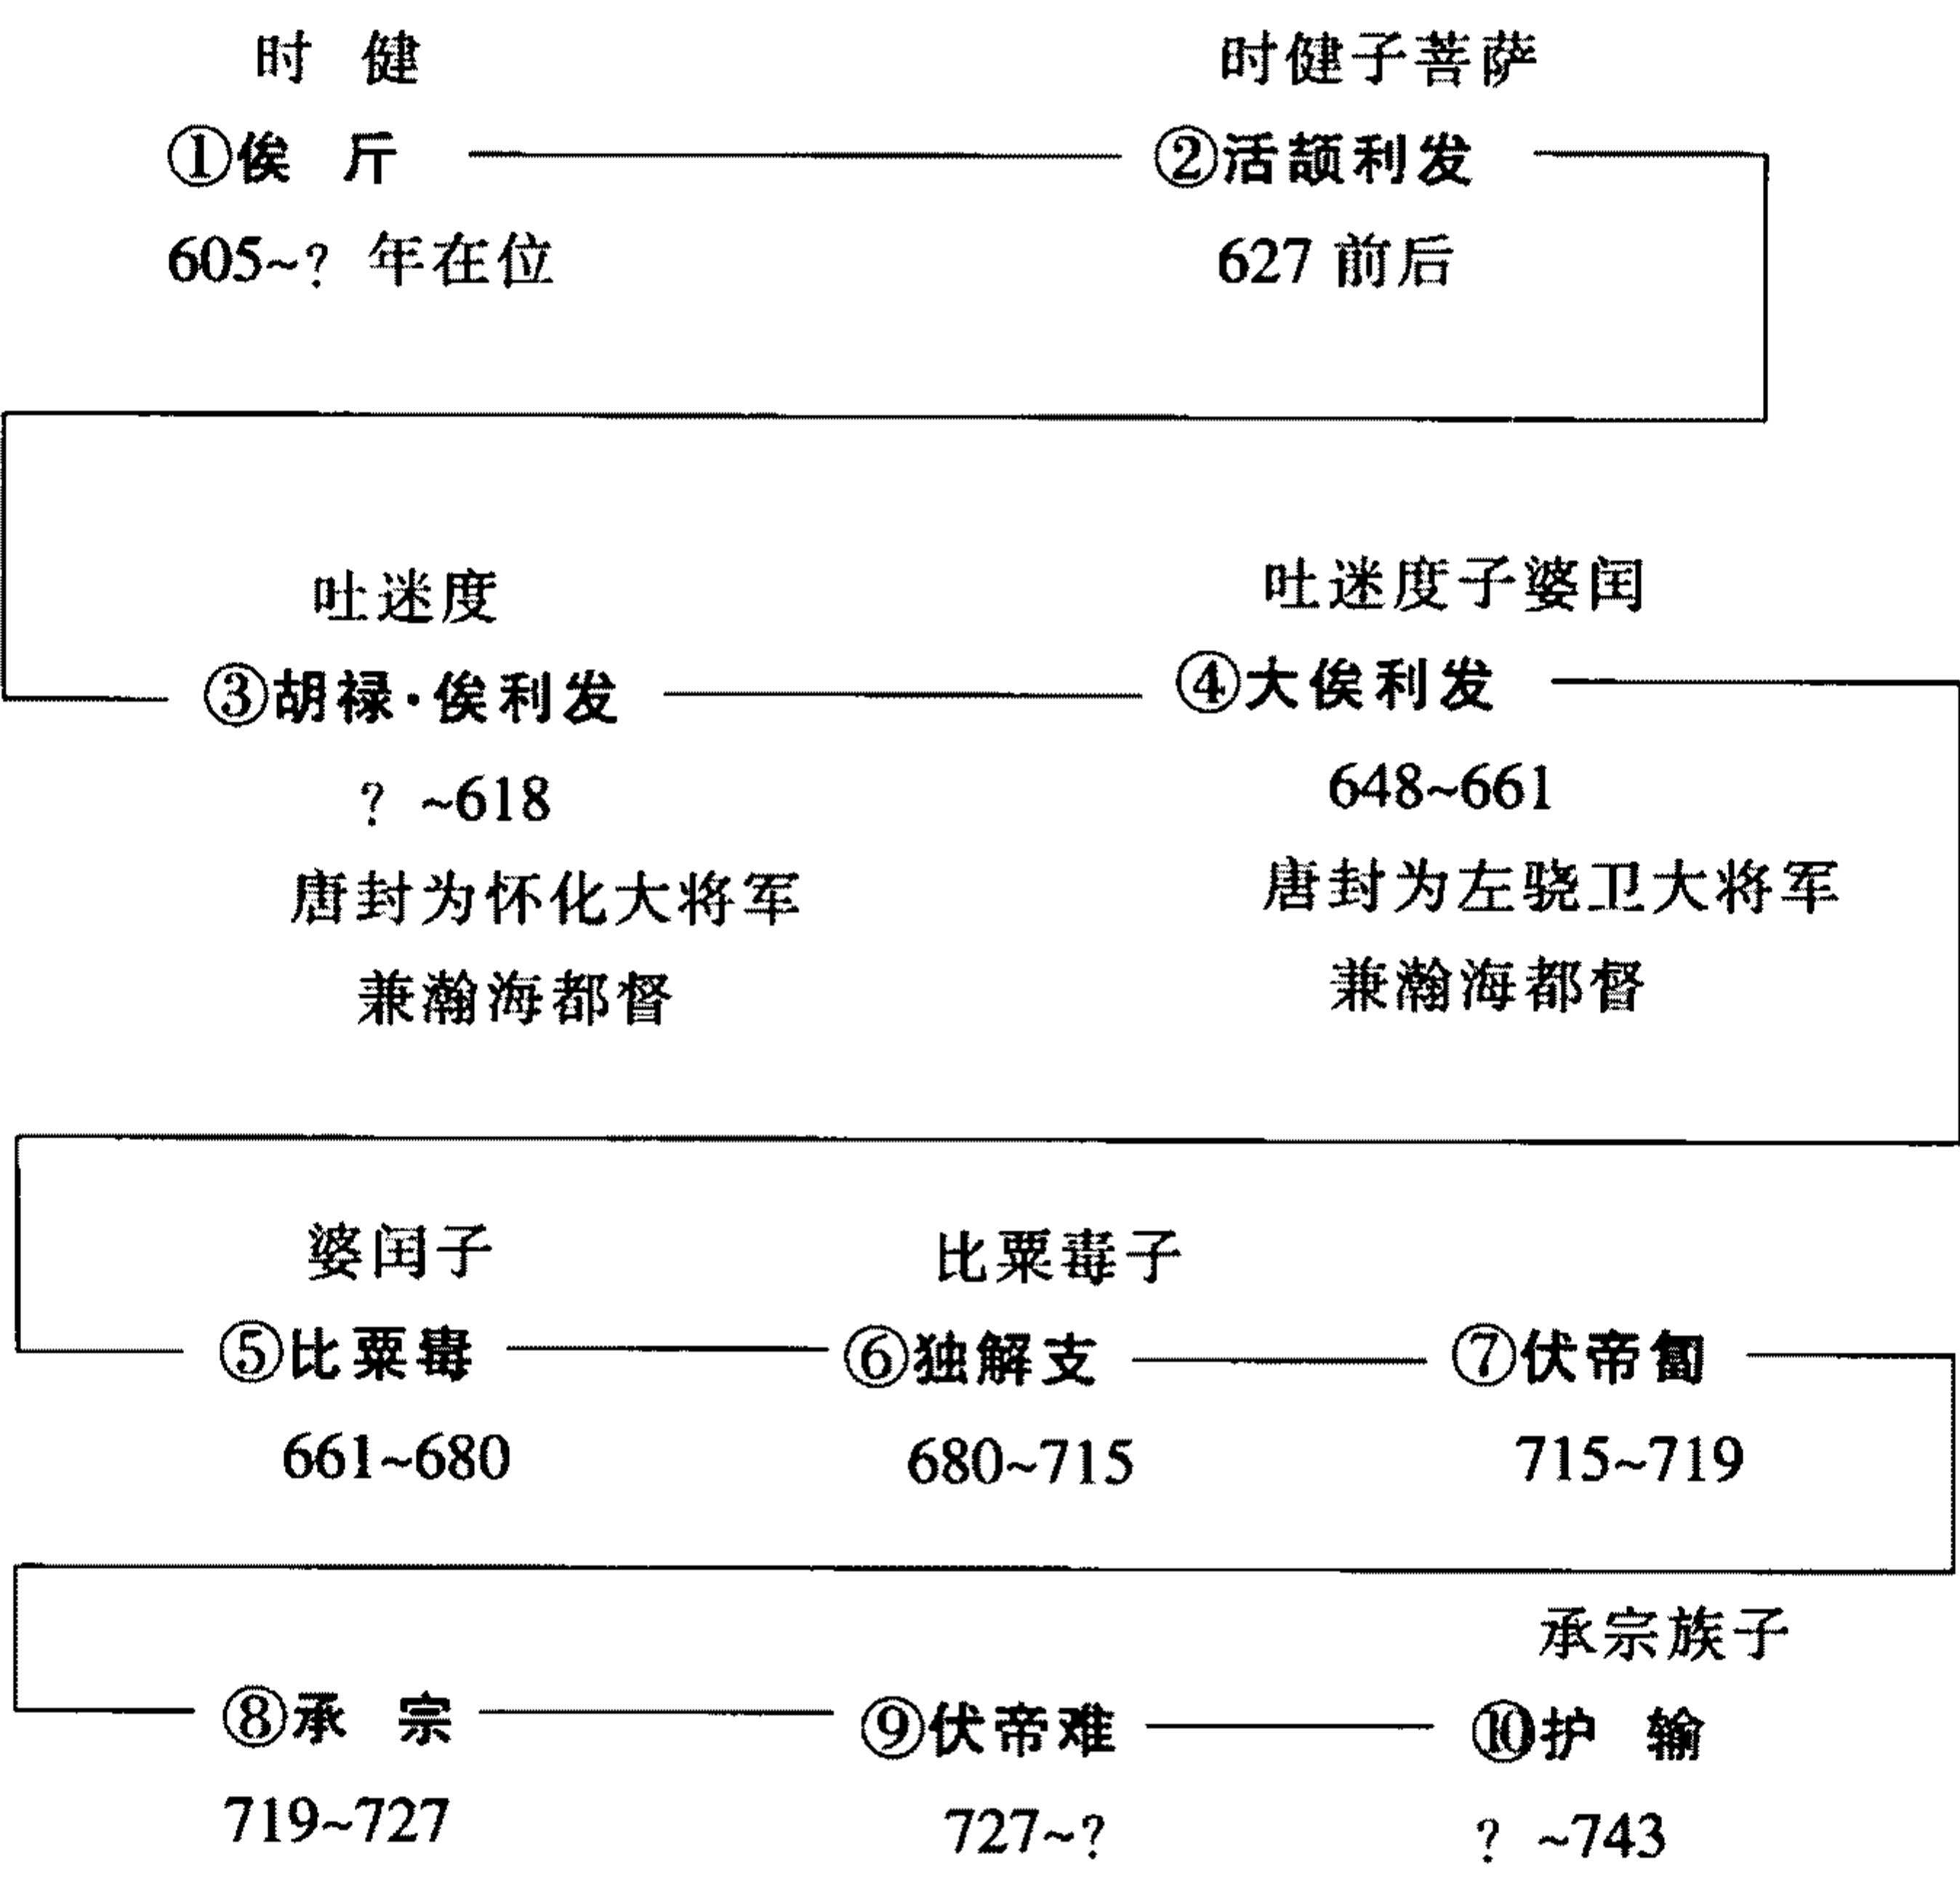 时 健
①俟 斤
605~? 年在位
时健子菩萨
②活颉利发
627 前后
吐迷度
③胡禄·俟利发
? ~618
唐封为怀化大将军
兼瀚海都督
吐迷度子婆闰
④大俟利发
648~661
唐封为左骁卫大将军
兼瀚海都督
婆闰子
⑤比粟毒
661~680
比粟毒子
⑥独解支
680~715
⑦伏帝匐
715~719
⑧承 宗
719~727
⑨伏帝难
727~?
承宗族子
⑩护 输
? ~743